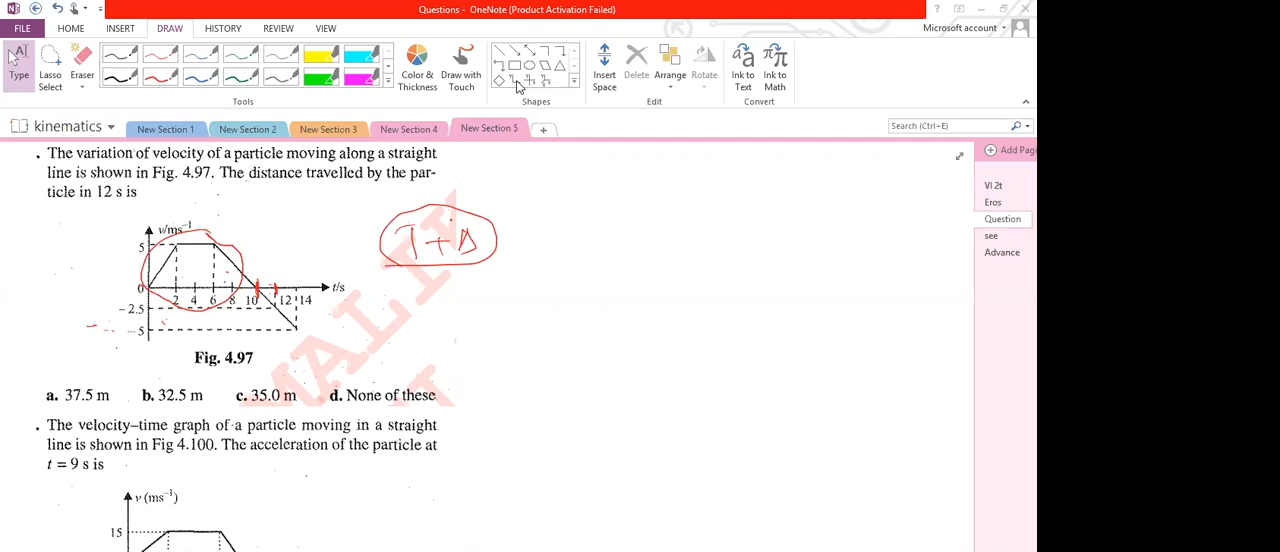 Questions - OneNote (Product Activation Failed)
FILE HOME INSERT DRAW HISTORY REVIEW VIEW Microsoft account
Type Lasso Select Eraser Color & Thickness Draw with Touch Insert Space Delete Arrange Rotate Ink to Text Ink to Math
Tools Shapes Edit Convert
kinematics New Section 1 New Section 2 New Section 3 New Section 4 New Section 5 Search (Ctrl+E)
Add Pag
VI 2t
Eros
Question
see
Advance
. The variation of velocity of a particle moving along a straight
line is shown in Fig. 4.97. The distance travelled by the par-
ticle in 12 s is
v/ms⁻¹
5
0 2 4 6 8 10 12 14 t/s
− 2.5
− 5
T + Δ
Fig. 4.97
a. 37.5 m b. 32.5 m c. 35.0 m d. None of these
. The velocity–time graph of a particle moving in a straight
line is shown in Fig 4.100. The acceleration of the particle at
t = 9 s is
v (ms⁻¹)
15